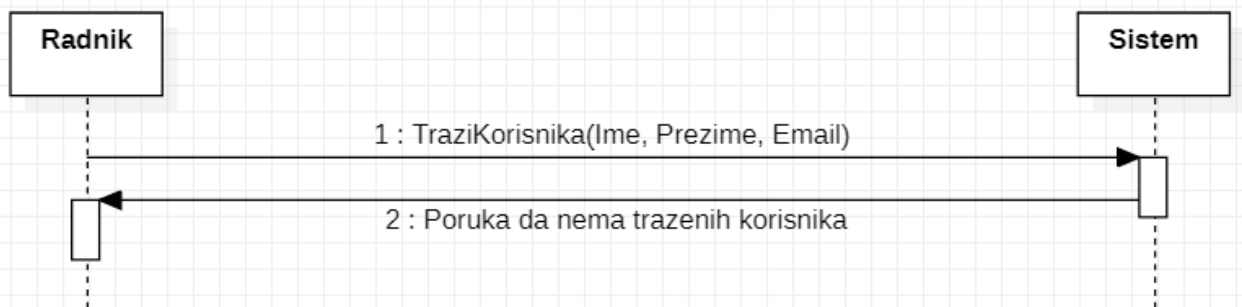 Radnik
Sistem
1 : TraziKorisnika(Ime, Prezime, Email)
2 : Poruka da nema trazenih korisnika